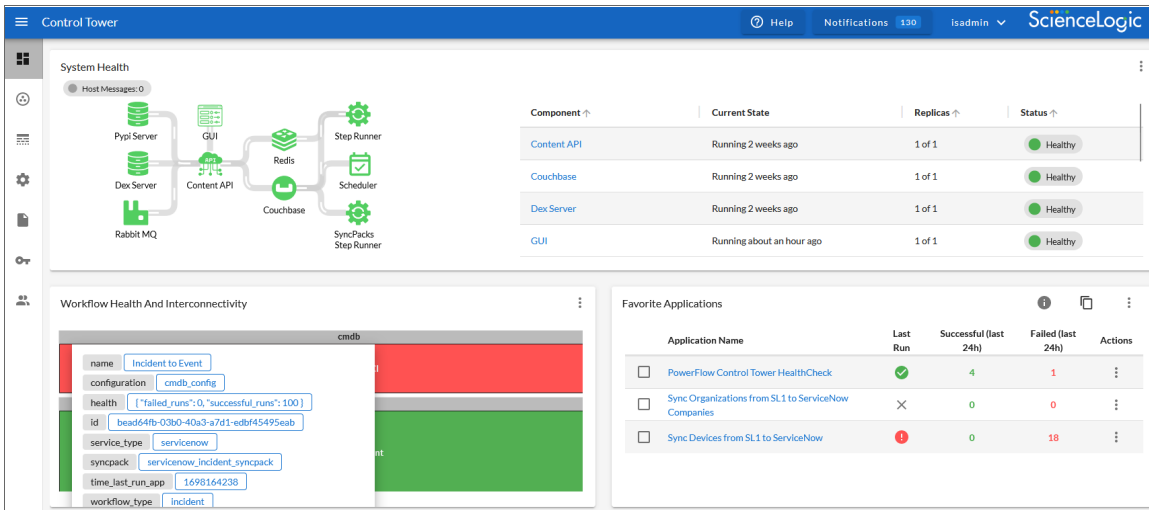 Control Tower
Help
Notifications 130
isadmin
ScienceLogic
System Health
Host Messages: 0
Pypi Server
GUI
Step Runner
Redis
API
Dex Server
Content API
Scheduler
Couchbase
Rabbit MQ
SyncPacks
Step Runner
Component Current State Replicas Status
Content API Running 2 weeks ago 1 of 1 Healthy
Couchbase Running 2 weeks ago 1 of 1 Healthy
Dex Server Running 2 weeks ago 1 of 1 Healthy
GUI Running about an hour ago 1 of 1 Healthy
Workflow Health And Interconnectivity
cmdb
name Incident to Event
configuration cmdb_config
health { "failed_runs": 0, "successful_runs": 100 }
id bead64fb-03b0-40a3-a7d1-edbf45495eab
service_type servicenow
syncpack servicenow_incident_syncpack
nt
time_last_run_app 1698164238
workflow_type incident
Favorite Applications
Application Name
Last
Run
Successful (last
24h)
Failed (last
24h)
Actions
PowerFlow Control Tower HealthCheck 4 1
Sync Organizations from SL1 to ServiceNow
Companies
0 0
Sync Devices from SL1 to ServiceNow 0 18